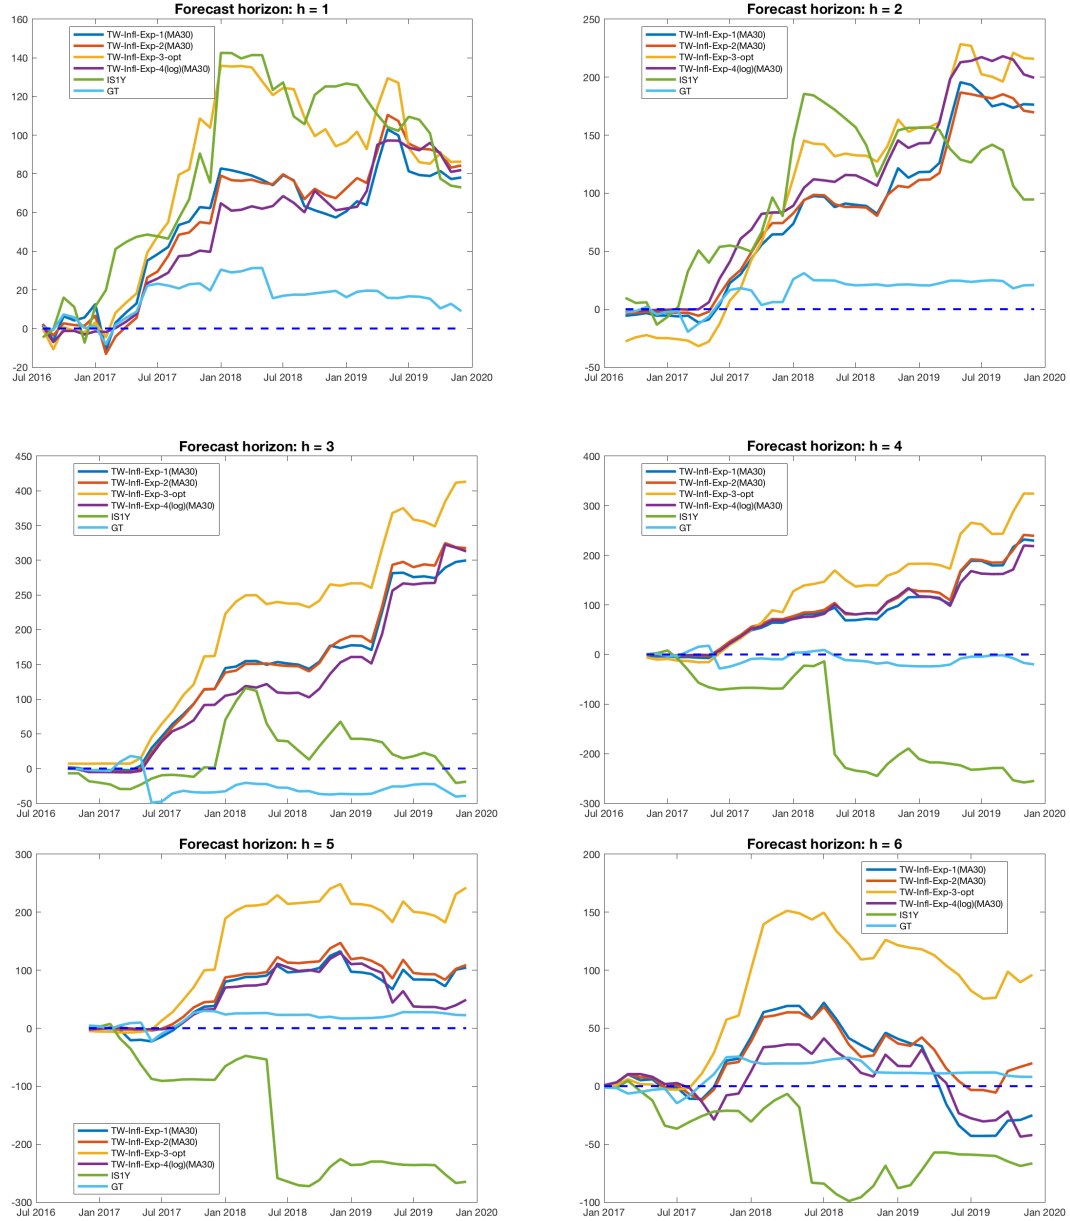 Forecast horizon: h = 1
160
140
120
100
80
60
40
20
0
-20
TW-Infl-Exp-1(MA30)
TW-Infl-Exp-2(MA30)
TW-Infl-Exp-3-opt
TW-Infl-Exp-4(log)(MA30)
IS1Y
GT
Jul 2016 Jan 2017 Jul 2017 Jan 2018 Jul 2018 Jan 2019 Jul 2019 Jan 2020
Forecast horizon: h = 2
250
200
150
100
50
0
-50
TW-Infl-Exp-1(MA30)
TW-Infl-Exp-2(MA30)
TW-Infl-Exp-3-opt
TW-Infl-Exp-4(log)(MA30)
IS1Y
GT
Jul 2016 Jan 2017 Jul 2017 Jan 2018 Jul 2018 Jan 2019 Jul 2019 Jan 2020
Forecast horizon: h = 3
450
400
350
300
250
200
150
100
50
0
-50
TW-Infl-Exp-1(MA30)
TW-Infl-Exp-2(MA30)
TW-Infl-Exp-3-opt
TW-Infl-Exp-4(log)(MA30)
IS1Y
GT
Jul 2016 Jan 2017 Jul 2017 Jan 2018 Jul 2018 Jan 2019 Jul 2019 Jan 2020
Forecast horizon: h = 4
400
300
200
100
0
-100
-200
-300
TW-Infl-Exp-1(MA30)
TW-Infl-Exp-2(MA30)
TW-Infl-Exp-3-opt
TW-Infl-Exp-4(log)(MA30)
IS1Y
GT
Jul 2016 Jan 2017 Jul 2017 Jan 2018 Jul 2018 Jan 2019 Jul 2019 Jan 2020
Forecast horizon: h = 5
300
200
100
0
-100
-200
-300
TW-Infl-Exp-1(MA30)
TW-Infl-Exp-2(MA30)
TW-Infl-Exp-3-opt
TW-Infl-Exp-4(log)(MA30)
IS1Y
GT
Jul 2016 Jan 2017 Jul 2017 Jan 2018 Jul 2018 Jan 2019 Jul 2019 Jan 2020
Forecast horizon: h = 6
200
150
100
50
0
-50
-100
TW-Infl-Exp-1(MA30)
TW-Infl-Exp-2(MA30)
TW-Infl-Exp-3-opt
TW-Infl-Exp-4(log)(MA30)
IS1Y
GT
Jan 2017 Jul 2017 Jan 2018 Jul 2018 Jan 2019 Jul 2019 Jan 2020